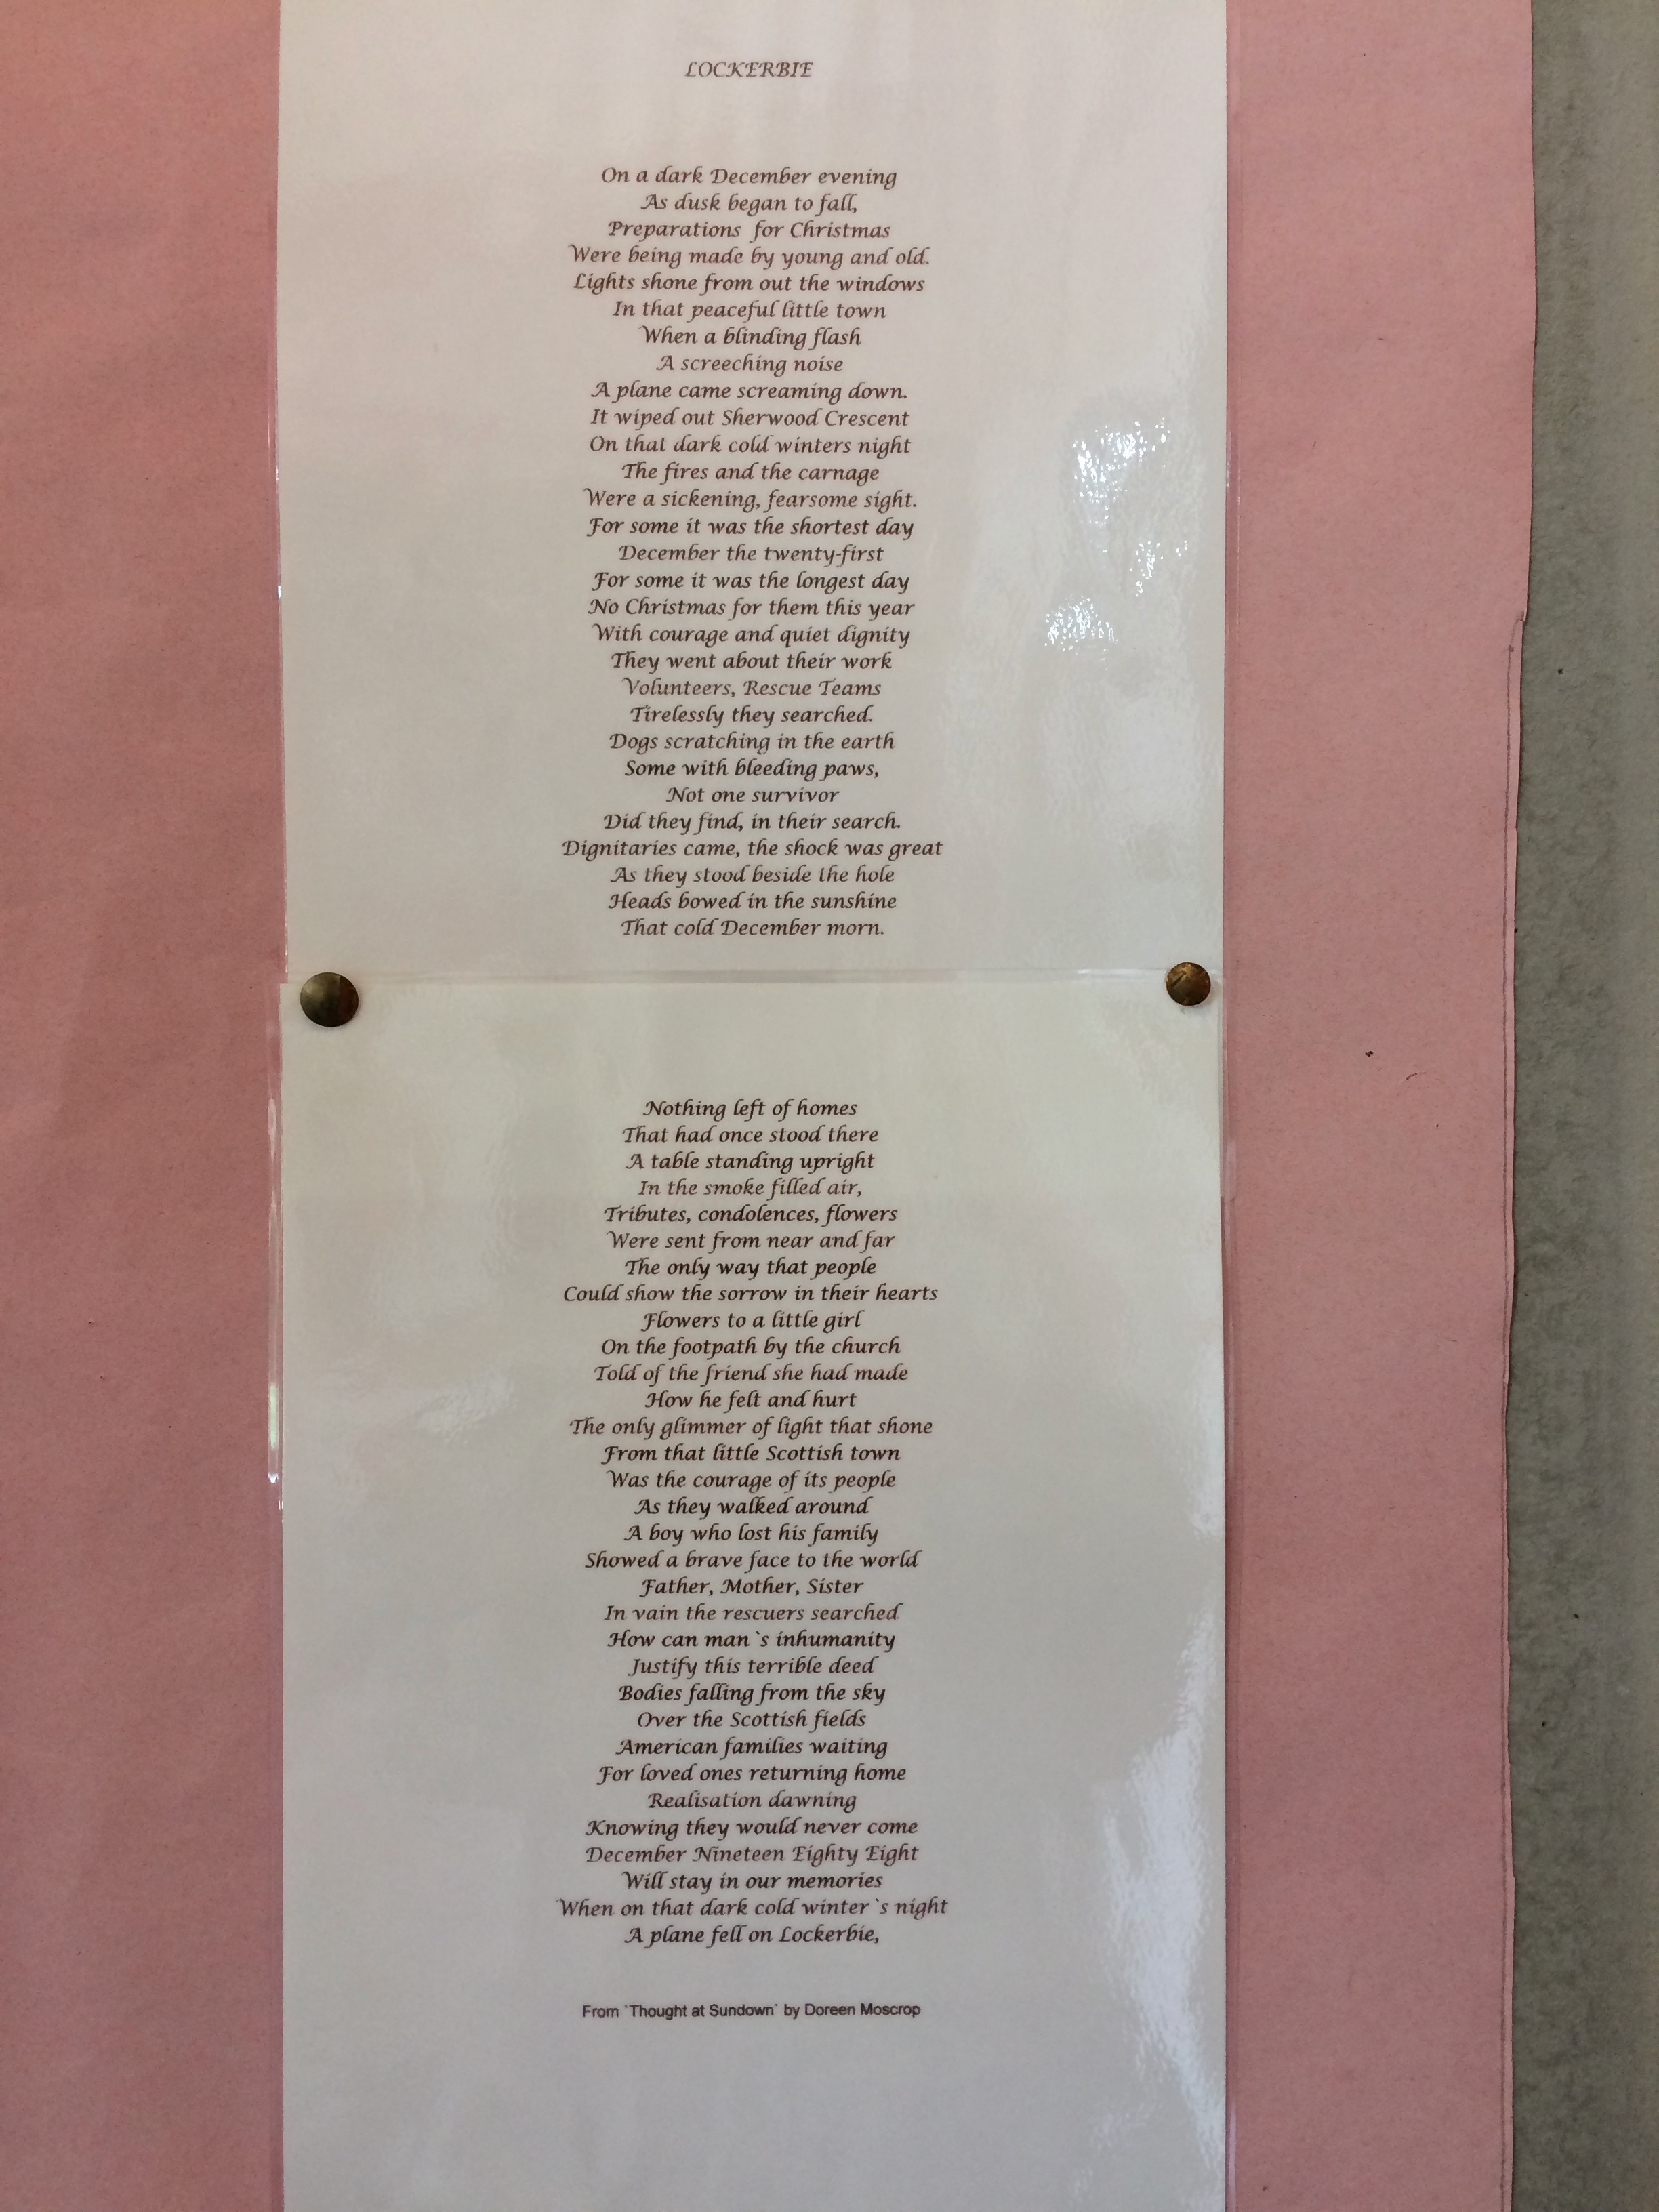 LOCKERBIE
On a dark December evening
As dusk began to fall,
Preparations for Christmas
Were being made by young and old.
Lights shone from out the windows
In that peaceful little town
When a blinding flash
A screeching noise
A plane came screaming down.
It wiped out Sherwood Crescent
On that dark cold winters night
The fires and the carnage
Were a sickening, fearsome sight.
For some it was the shortest day
December the twenty-first
For some it was the longest day
No Christmas for them this year
With courage and quiet dignity
They went about their work
Volunteers, Rescue Teams
Tirelessly they searched.
Dogs scratching in the earth
Some with bleeding paws,
Not one survivor
Did they find, in their search.
Dignitaries came, the shock was great
As they stood beside the hole
Heads bowed in the sunshine
That cold December morn.
Nothing left of homes
That had once stood there
A table standing upright
In the smoke filled air,
Tributes, condolences, flowers
Were sent from near and far
The only way that people
Could show the sorrow in their hearts
Flowers to a little girl
On the footpath by the church
Told of the friend she had made
How he felt and hurt
The only glimmer of light that shone
From that little Scottish town
Was the courage of its people
As they walked around
A boy who lost his family
Showed a brave face to the world
Father, Mother, Sister
In vain the rescuers searched
How can man`s inhumanity
Justify this terrible deed
Bodies falling from the sky
Over the Scottish fields
American families waiting
For loved ones returning home
Realisation dawning
Knowing they would never come
December Nineteen Eighty Eight
Will stay in our memories
When on that dark cold winter`s night
A plane fell on Lockerbie,
From `Thought at Sundown` by Doreen Moscrop